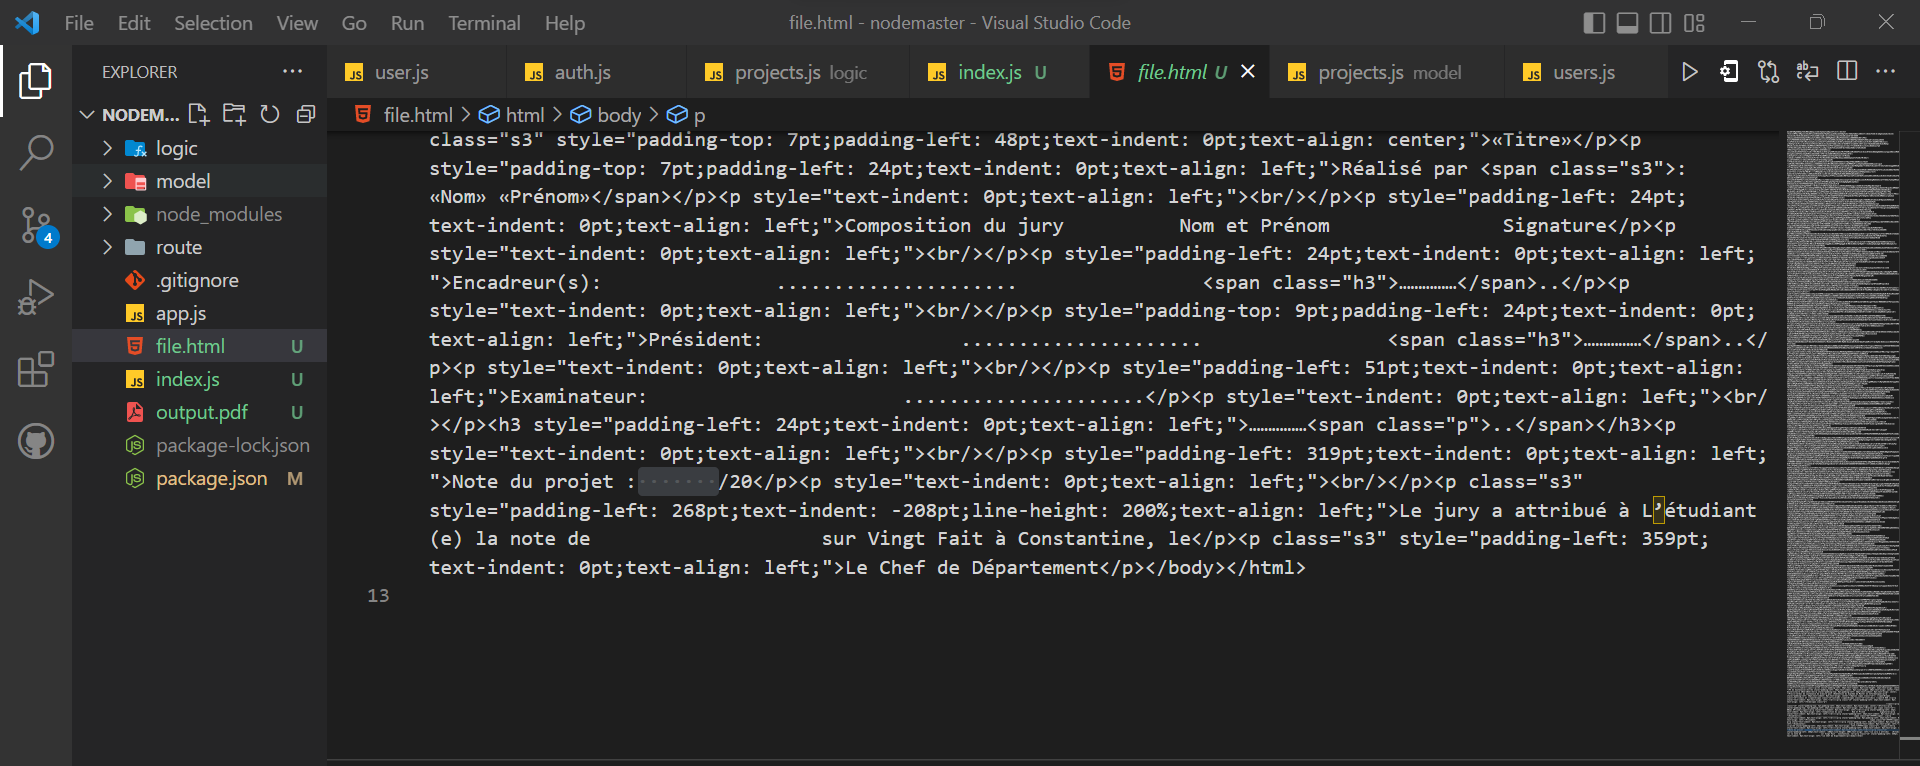 File Edit Selection View Go Run Terminal Help
file.html - nodemaster - Visual Studio Code
EXPLORER
NODEM...
logic
model
node_modules
route
.gitignore
app.js
file.html U
index.js U
output.pdf U
package-lock.json
package.json M
4
user.js
auth.js
projects.js logic
index.js U
file.html U
projects.js model
users.js
file.html > html > body > p
class="s3" style="padding-top: 7pt;padding-left: 48pt;text-indent: 0pt;text-align: center;">«Titre»</p><p
style="padding-top: 7pt;padding-left: 24pt;text-indent: 0pt;text-align: left;">Réalisé par <span class="s3">:
«Nom» «Prénom»</span></p><p style="text-indent: 0pt;text-align: left;"><br/></p><p style="padding-left: 24pt;
text-indent: 0pt;text-align: left;">Composition du jury Nom et Prénom Signature</p><p
style="text-indent: 0pt;text-align: left;"><br/></p><p style="padding-left: 24pt;text-indent: 0pt;text-align: left;
">Encadreur(s): ..................... <span class="h3">……………</span>..</p><p
style="text-indent: 0pt;text-align: left;"><br/></p><p style="padding-top: 9pt;padding-left: 24pt;text-indent: 0pt;
text-align: left;">Président: ..................... <span class="h3">……………</span>..</
p><p style="text-indent: 0pt;text-align: left;"><br/></p><p style="padding-left: 51pt;text-indent: 0pt;text-align:
left;">Examinateur: .....................</p><p style="text-indent: 0pt;text-align: left;"><br/
></p><h3 style="padding-left: 24pt;text-indent: 0pt;text-align: left;">……………<span class="p">..</span></h3><p
style="text-indent: 0pt;text-align: left;"><br/></p><p style="padding-left: 319pt;text-indent: 0pt;text-align: left;
">Note du projet : /20</p><p style="text-indent: 0pt;text-align: left;"><br/></p><p class="s3"
style="padding-left: 268pt;text-indent: -208pt;line-height: 200%;text-align: left;">Le jury a attribué à L’étudiant
(e) la note de sur Vingt Fait à Constantine, le</p><p class="s3" style="padding-left: 359pt;
text-indent: 0pt;text-align: left;">Le Chef de Département</p></body></html>
13